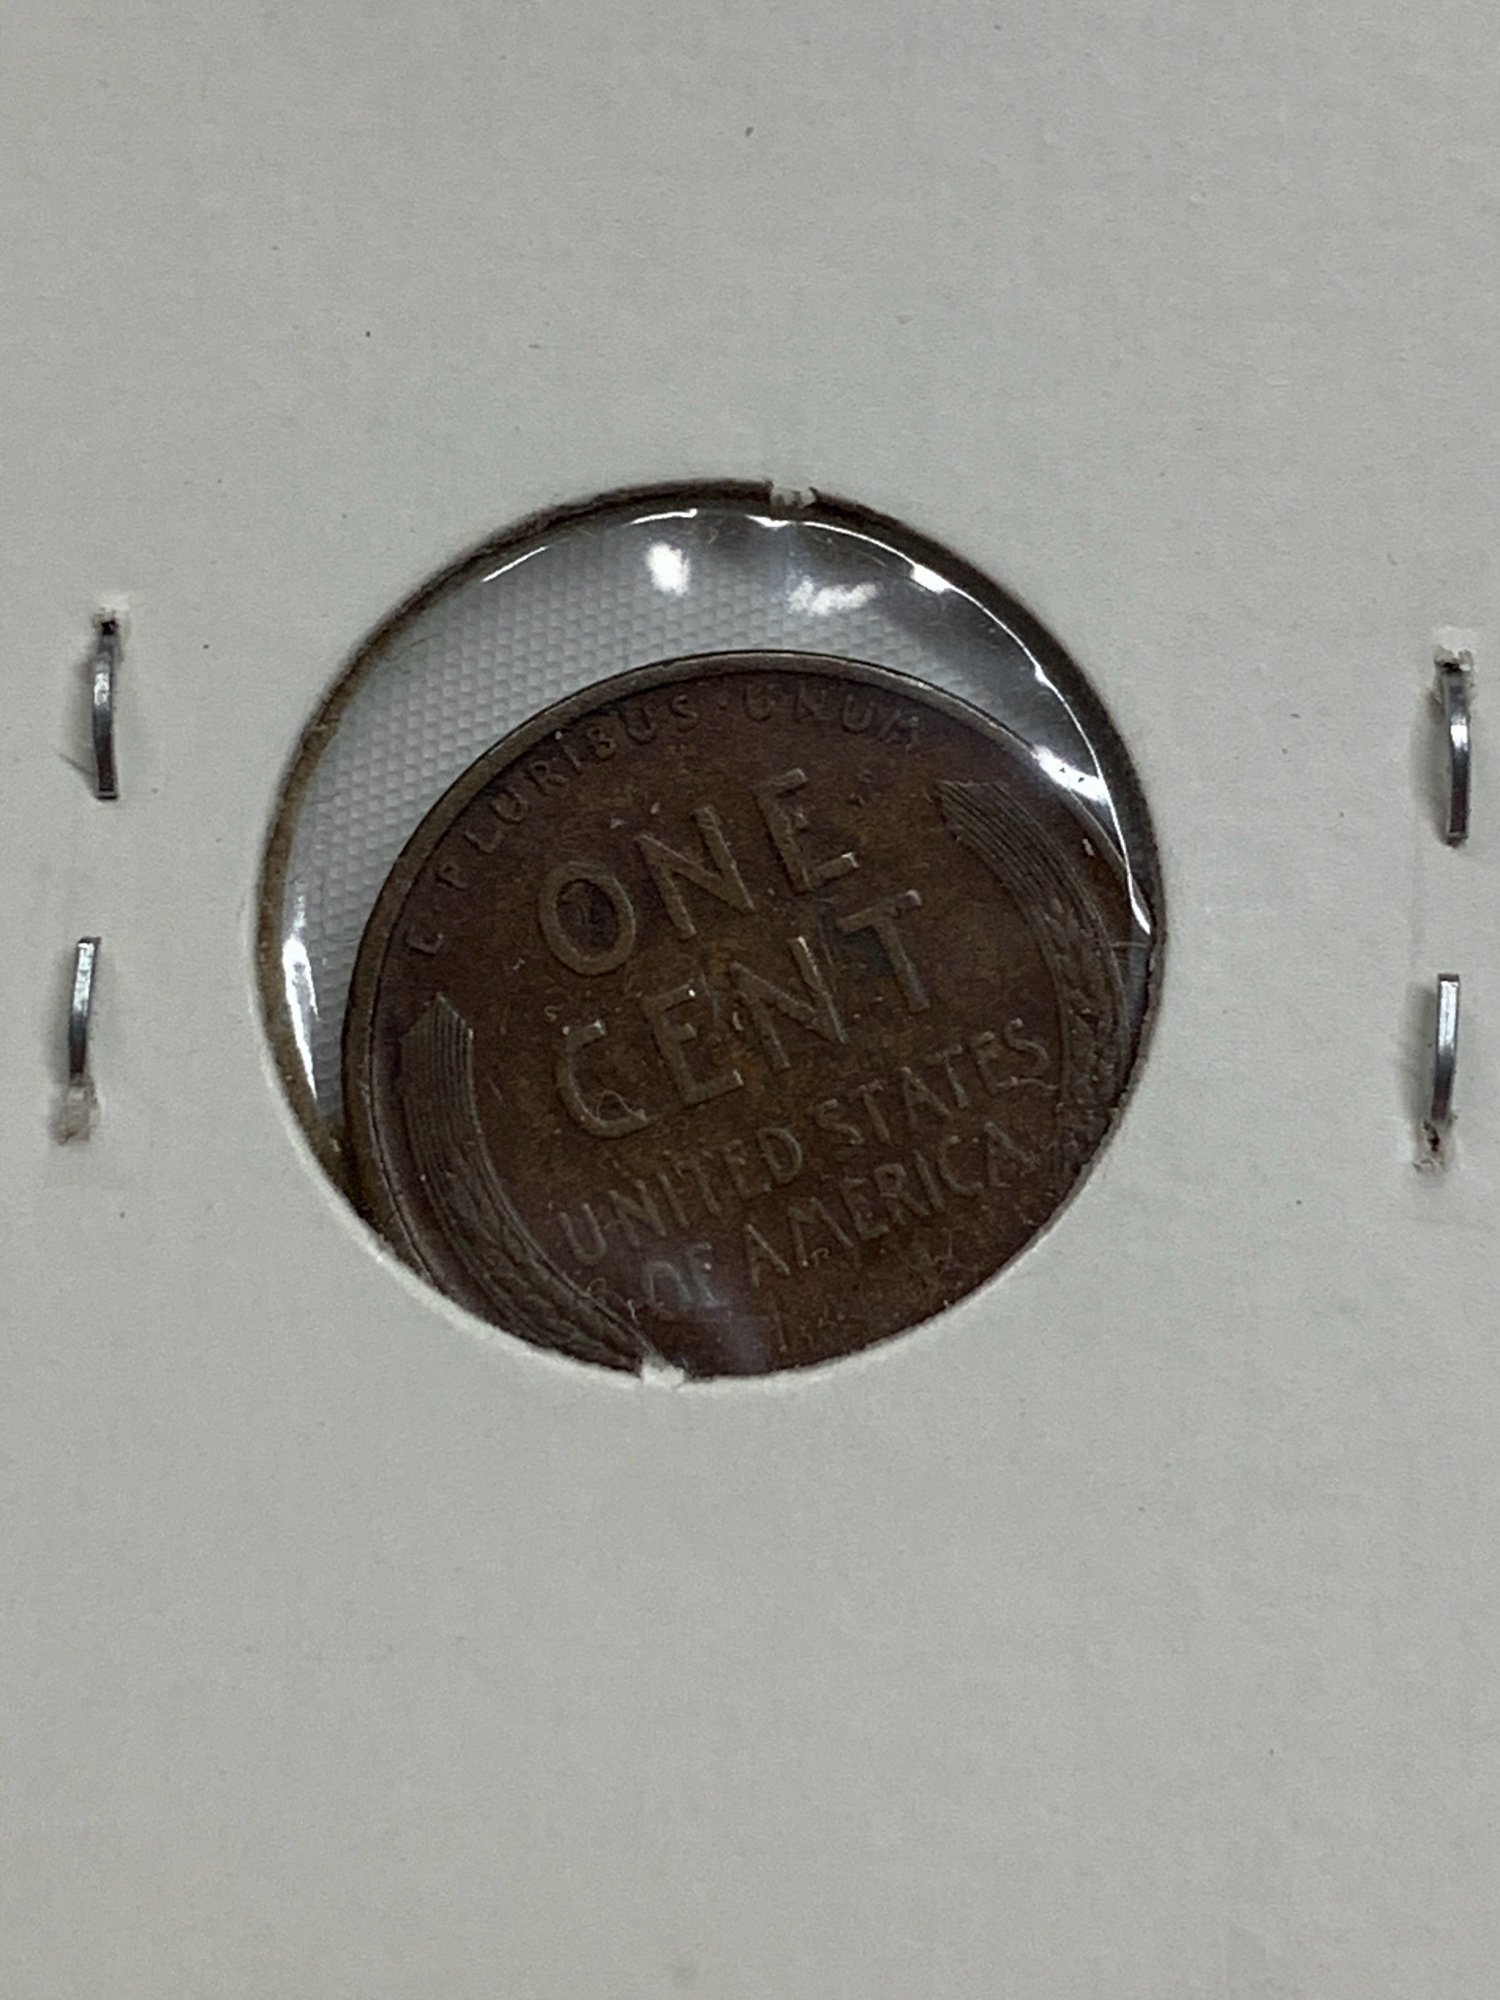 E · PLURIBUS · UNUM
ONE
CENT
UNITED STATES
OF AMERICA